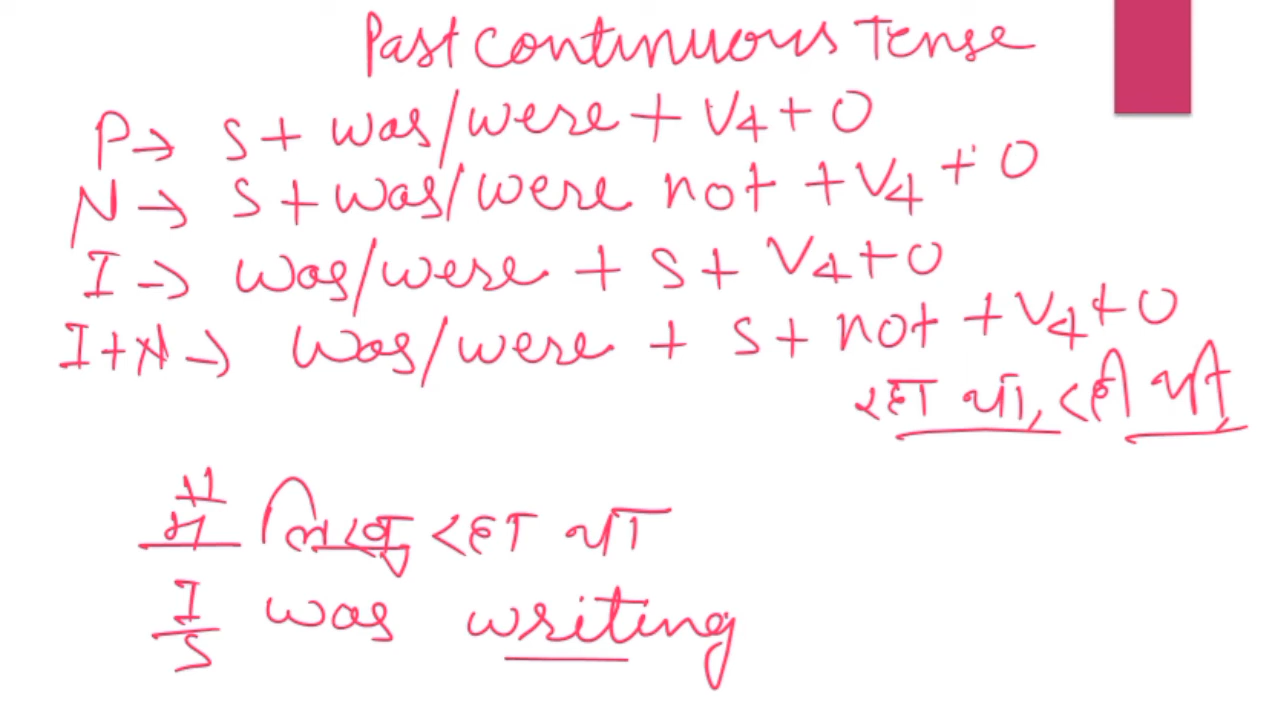 Past continuous Tense
P→ S + was/were + V4 + O
N→ S + was/were not + V4 + O
I→ was/were + S + V4 + O
I+N→ Was/were + S + not + V4 + O
रहा था, रही थी,
रहा था
I was writing
S